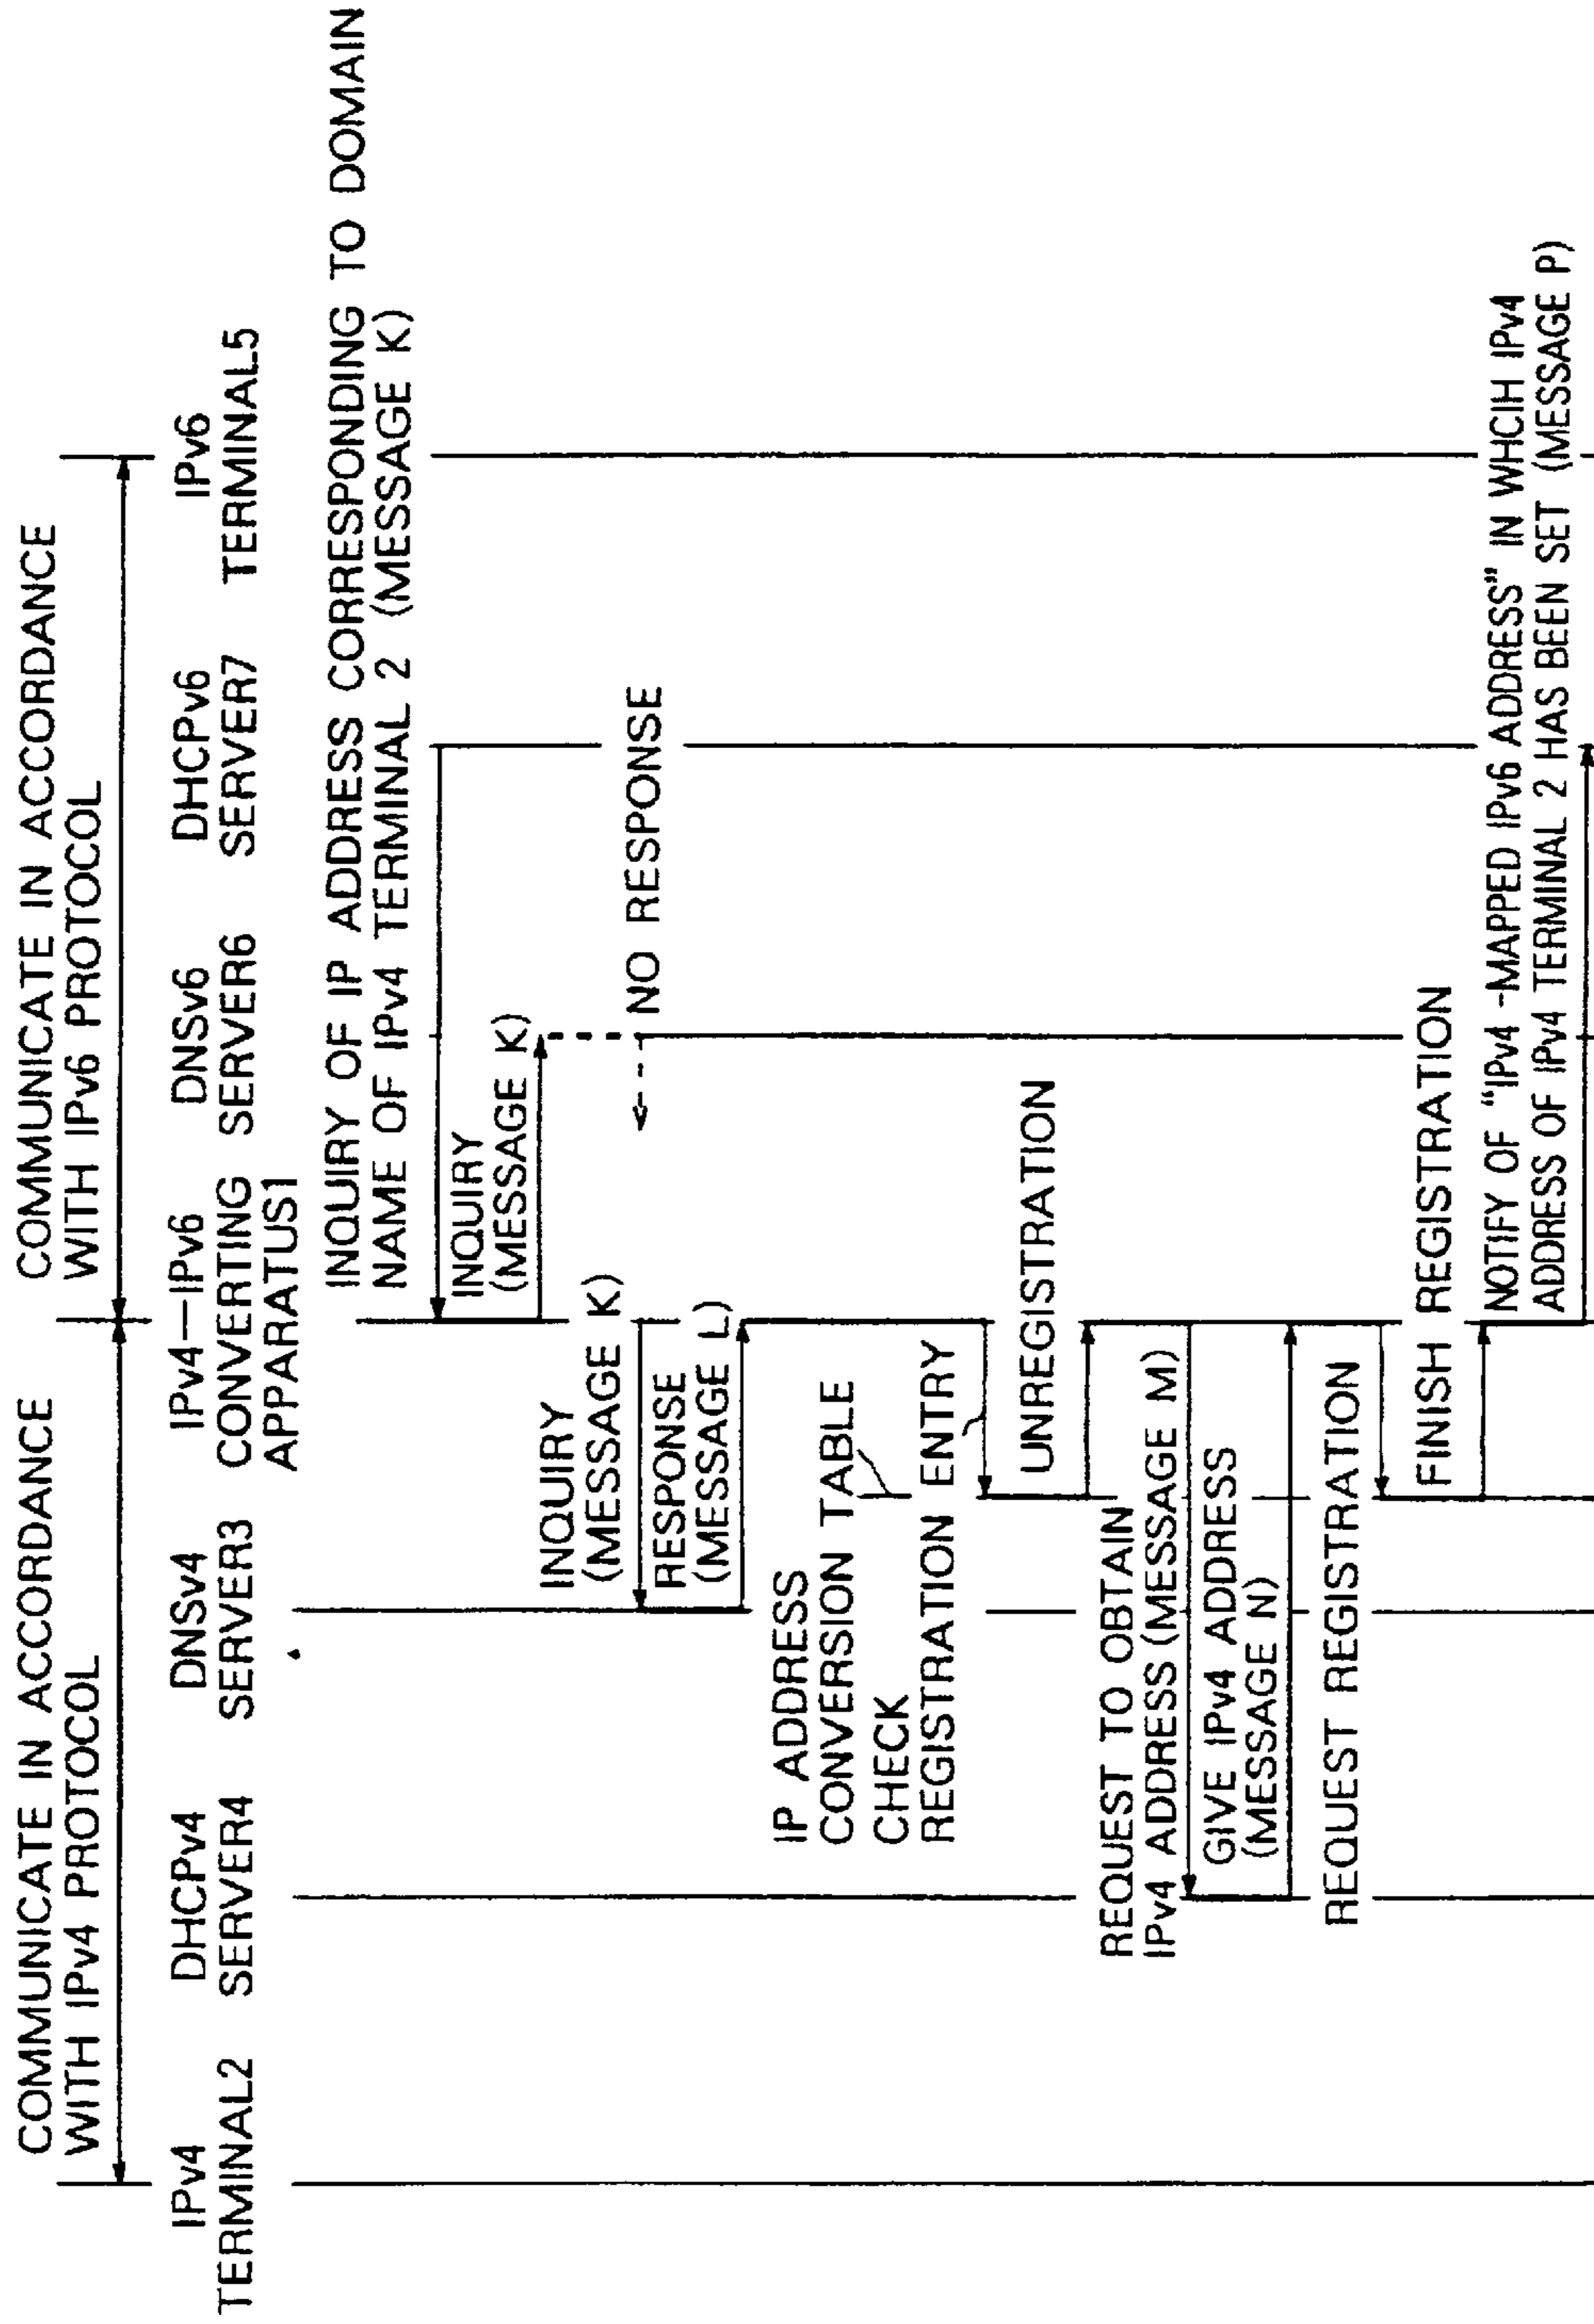 COMMUNICATE IN ACCORDANCE
WITH IPv4 PROTOCOL
COMMUNICATE IN ACCORDANCE
WITH IPv6 PROTOCOL
IPv4
TERMINAL2
DHCPv4
SERVER4
DNSv4
SERVER3
IPv4—IPv6
CONVERTING
APPARATUS1
DNSv6
SERVER6
DHCPv6
SERVER7
IPv6
TERMINAL5
INQUIRY OF IP ADDRESS CORRESPONDING TO DOMAIN
NAME OF IPv4 TERMINAL 2 (MESSAGE K)
INQUIRY
(MESSAGE K)
INQUIRY
(MESSAGE K)
NO RESPONSE
RESPONSE
(MESSAGE L)
IP ADDRESS
CONVERSION TABLE
CHECK
REGISTRATION ENTRY
UNREGISTRATION
REQUEST TO OBTAIN
IPv4 ADDRESS (MESSAGE M)
GIVE IPv4 ADDRESS
(MESSAGE N)
REQUEST REGISTRATION
FINISH REGISTRATION
NOTIFY OF "IPv4 -MAPPED IPv6 ADDRESS" IN WHCIH IPv4
ADDRESS OF IPv4 TERMINAL 2 HAS BEEN SET (MESSAGE P)